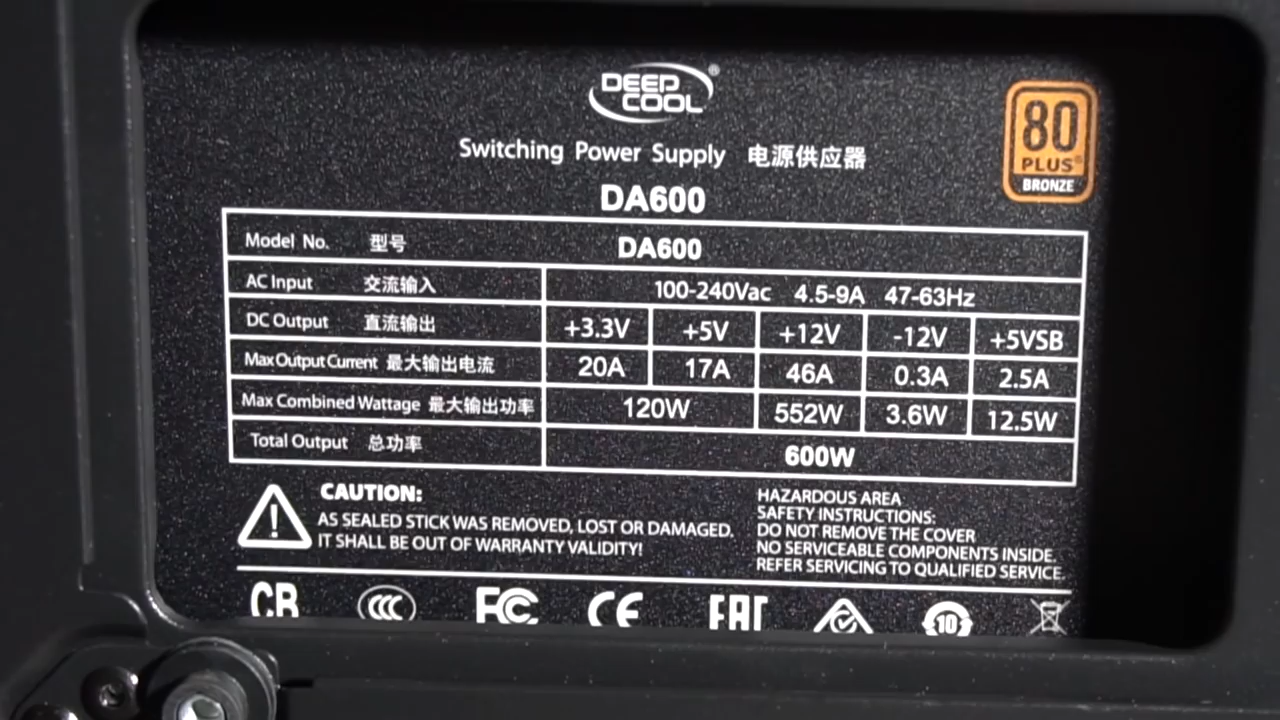 DEEP
COOL®
Switching Power Supply 电源供应器
80
PLUS®
BRONZE
DA600
Model No. 型号 DA600
AC Input 交流输入 100-240Vac 4.5-9A 47-63Hz
DC Output 直流输出 +3.3V +5V +12V -12V +5VSB
Max Output Current 最大输出电流 20A 17A 46A 0.3A 2.5A
Max Combined Wattage 最大输出功率 120W 552W 3.6W 12.5W
Total Output 总功率 600W
CAUTION:
AS SEALED STICK WAS REMOVED, LOST OR DAMAGED.
IT SHALL BE OUT OF WARRANTY VALIDITY!
HAZARDOUS AREA
SAFETY INSTRUCTIONS:
DO NOT REMOVE THE COVER
NO SERVICEABLE COMPONENTS INSIDE.
REFER SERVICING TO QUALIFIED SERVICE.
CB CCC FC CE EAC 10